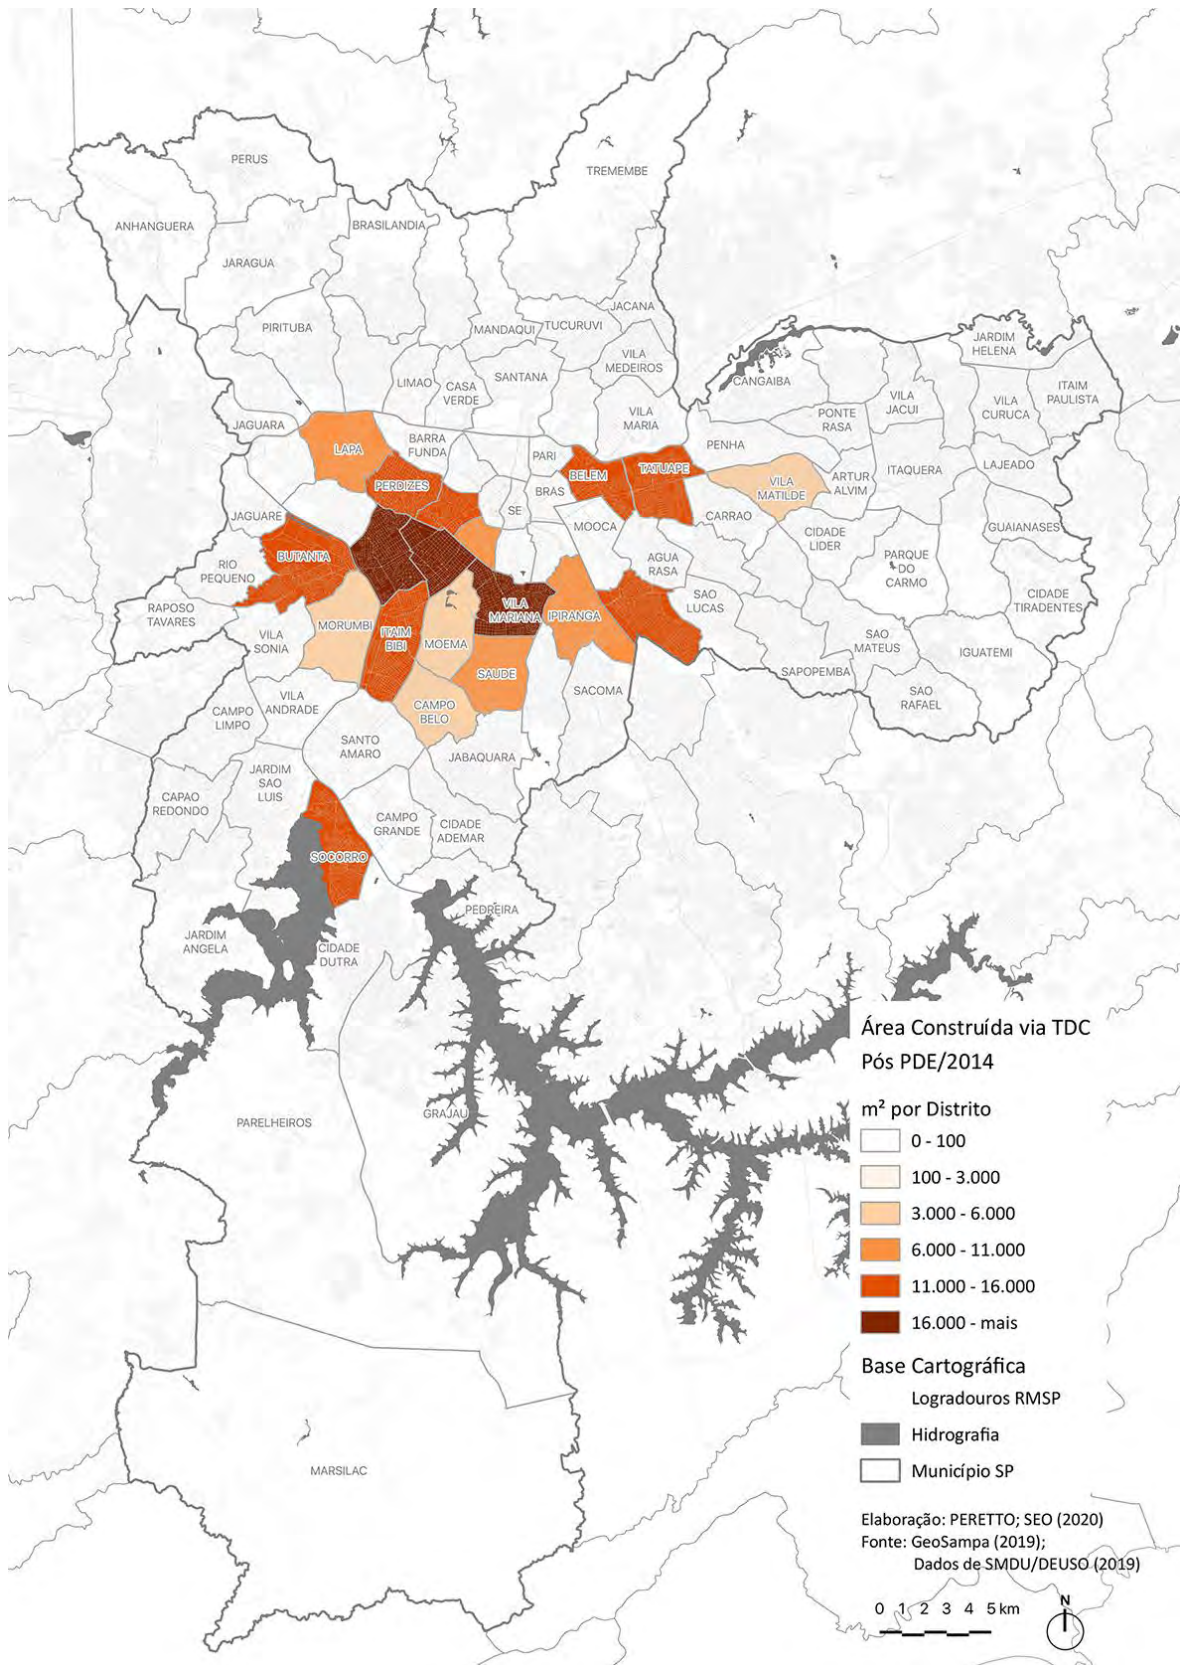 PERUS
TREMEMBE
ANHANGUERA
BRASILANDIA
JARAGUA
JACANA
PIRITUBA
MANDAQUI
TUCURUVI
JARDIM
HELENA
VILA
MEDEIROS
LIMAO
CASA
VERDE
SANTANA
CANGAIBA
ITAIM
PAULISTA
VILA
JACUI
VILA
CURUCA
VILA
MARIA
PONTE
RASA
JAGUARA
BARRA
FUNDA
LAPA
PENHA
PARI
BELEM
TATUAPE
ARTUR
ALVIM
ITAQUERA
LAJEADO
PERDIZES
VILA
MATILDE
BRAS
SE
JAGUARE
MOOCA
CARRAO
GUAIANASES
CIDADE
LIDER
BUTANTA
RIO
PEQUENO
AGUA
RASA
PARQUE
DO
CARMO
CIDADE
TIRADENTES
SAO
LUCAS
RAPOSO
TAVARES
VILA
MARIANA
IPIRANGA
MORUMBI
ITAIM
BIBI
MOEMA
VILA
SONIA
SAO
MATEUS
IGUATEMI
SAUDE
SAPOPEMBA
SACOMA
SAO
RAFAEL
VILA
ANDRADE
CAMPO
LIMPO
CAMPO
BELO
SANTO
AMARO
JABAQUARA
JARDIM
SAO
LUIS
CAPAO
REDONDO
CAMPO
GRANDE
CIDADE
ADEMAR
SOCORRO
PEDREIRA
JARDIM
ANGELA
CIDADE
DUTRA
GRAJAU
PARELHEIROS
MARSILAC
Área Construída via TDC
Pós PDE/2014
m² por Distrito
0 - 100
100 - 3.000
3.000 - 6.000
6.000 - 11.000
11.000 - 16.000
16.000 - mais
Base Cartográfica
Logradouros RMSP
Hidrografia
Município SP
Elaboração: PERETTO; SEO (2020)
Fonte: GeoSampa (2019);
Dados de SMDU/DEUSO (2019)
0 1 2 3 4 5 km
N